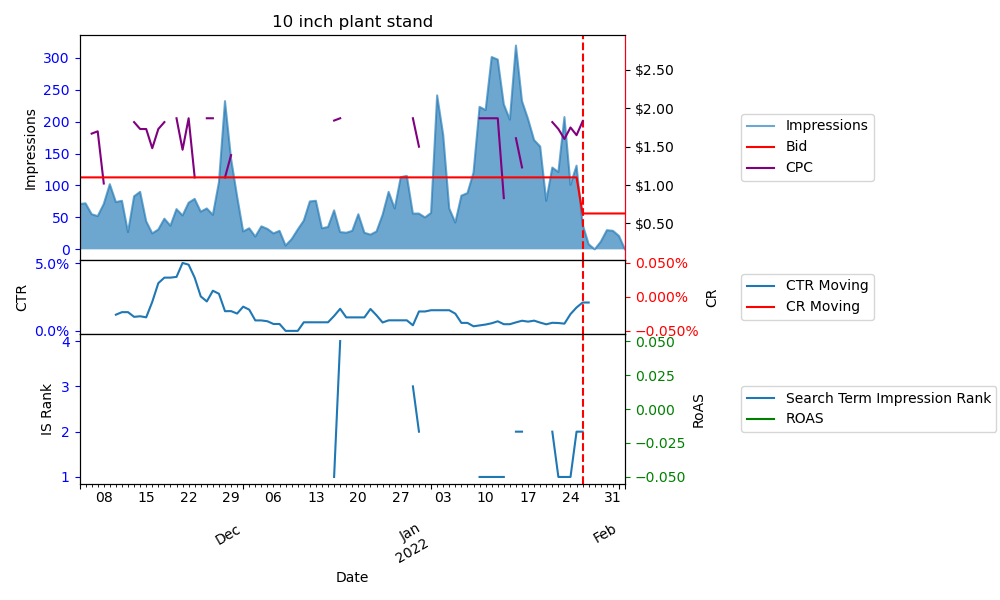 10 inch plant stand
300
250
200
150
100
50
0
Impressions
$2.50
$2.00
$1.50
$1.00
$0.50
Impressions
Bid
CPC
5.0%
0.0%
CTR
0.050%
0.000%
−0.050%
CR
CTR Moving
CR Moving
4
3
2
1
IS Rank
0.050
0.025
0.000
−0.025
−0.050
RoAS
Search Term Impression Rank
ROAS
08 15 22 29 06 13 20 27 03 10 17 24 31
Dec Jan Feb
2022
Date